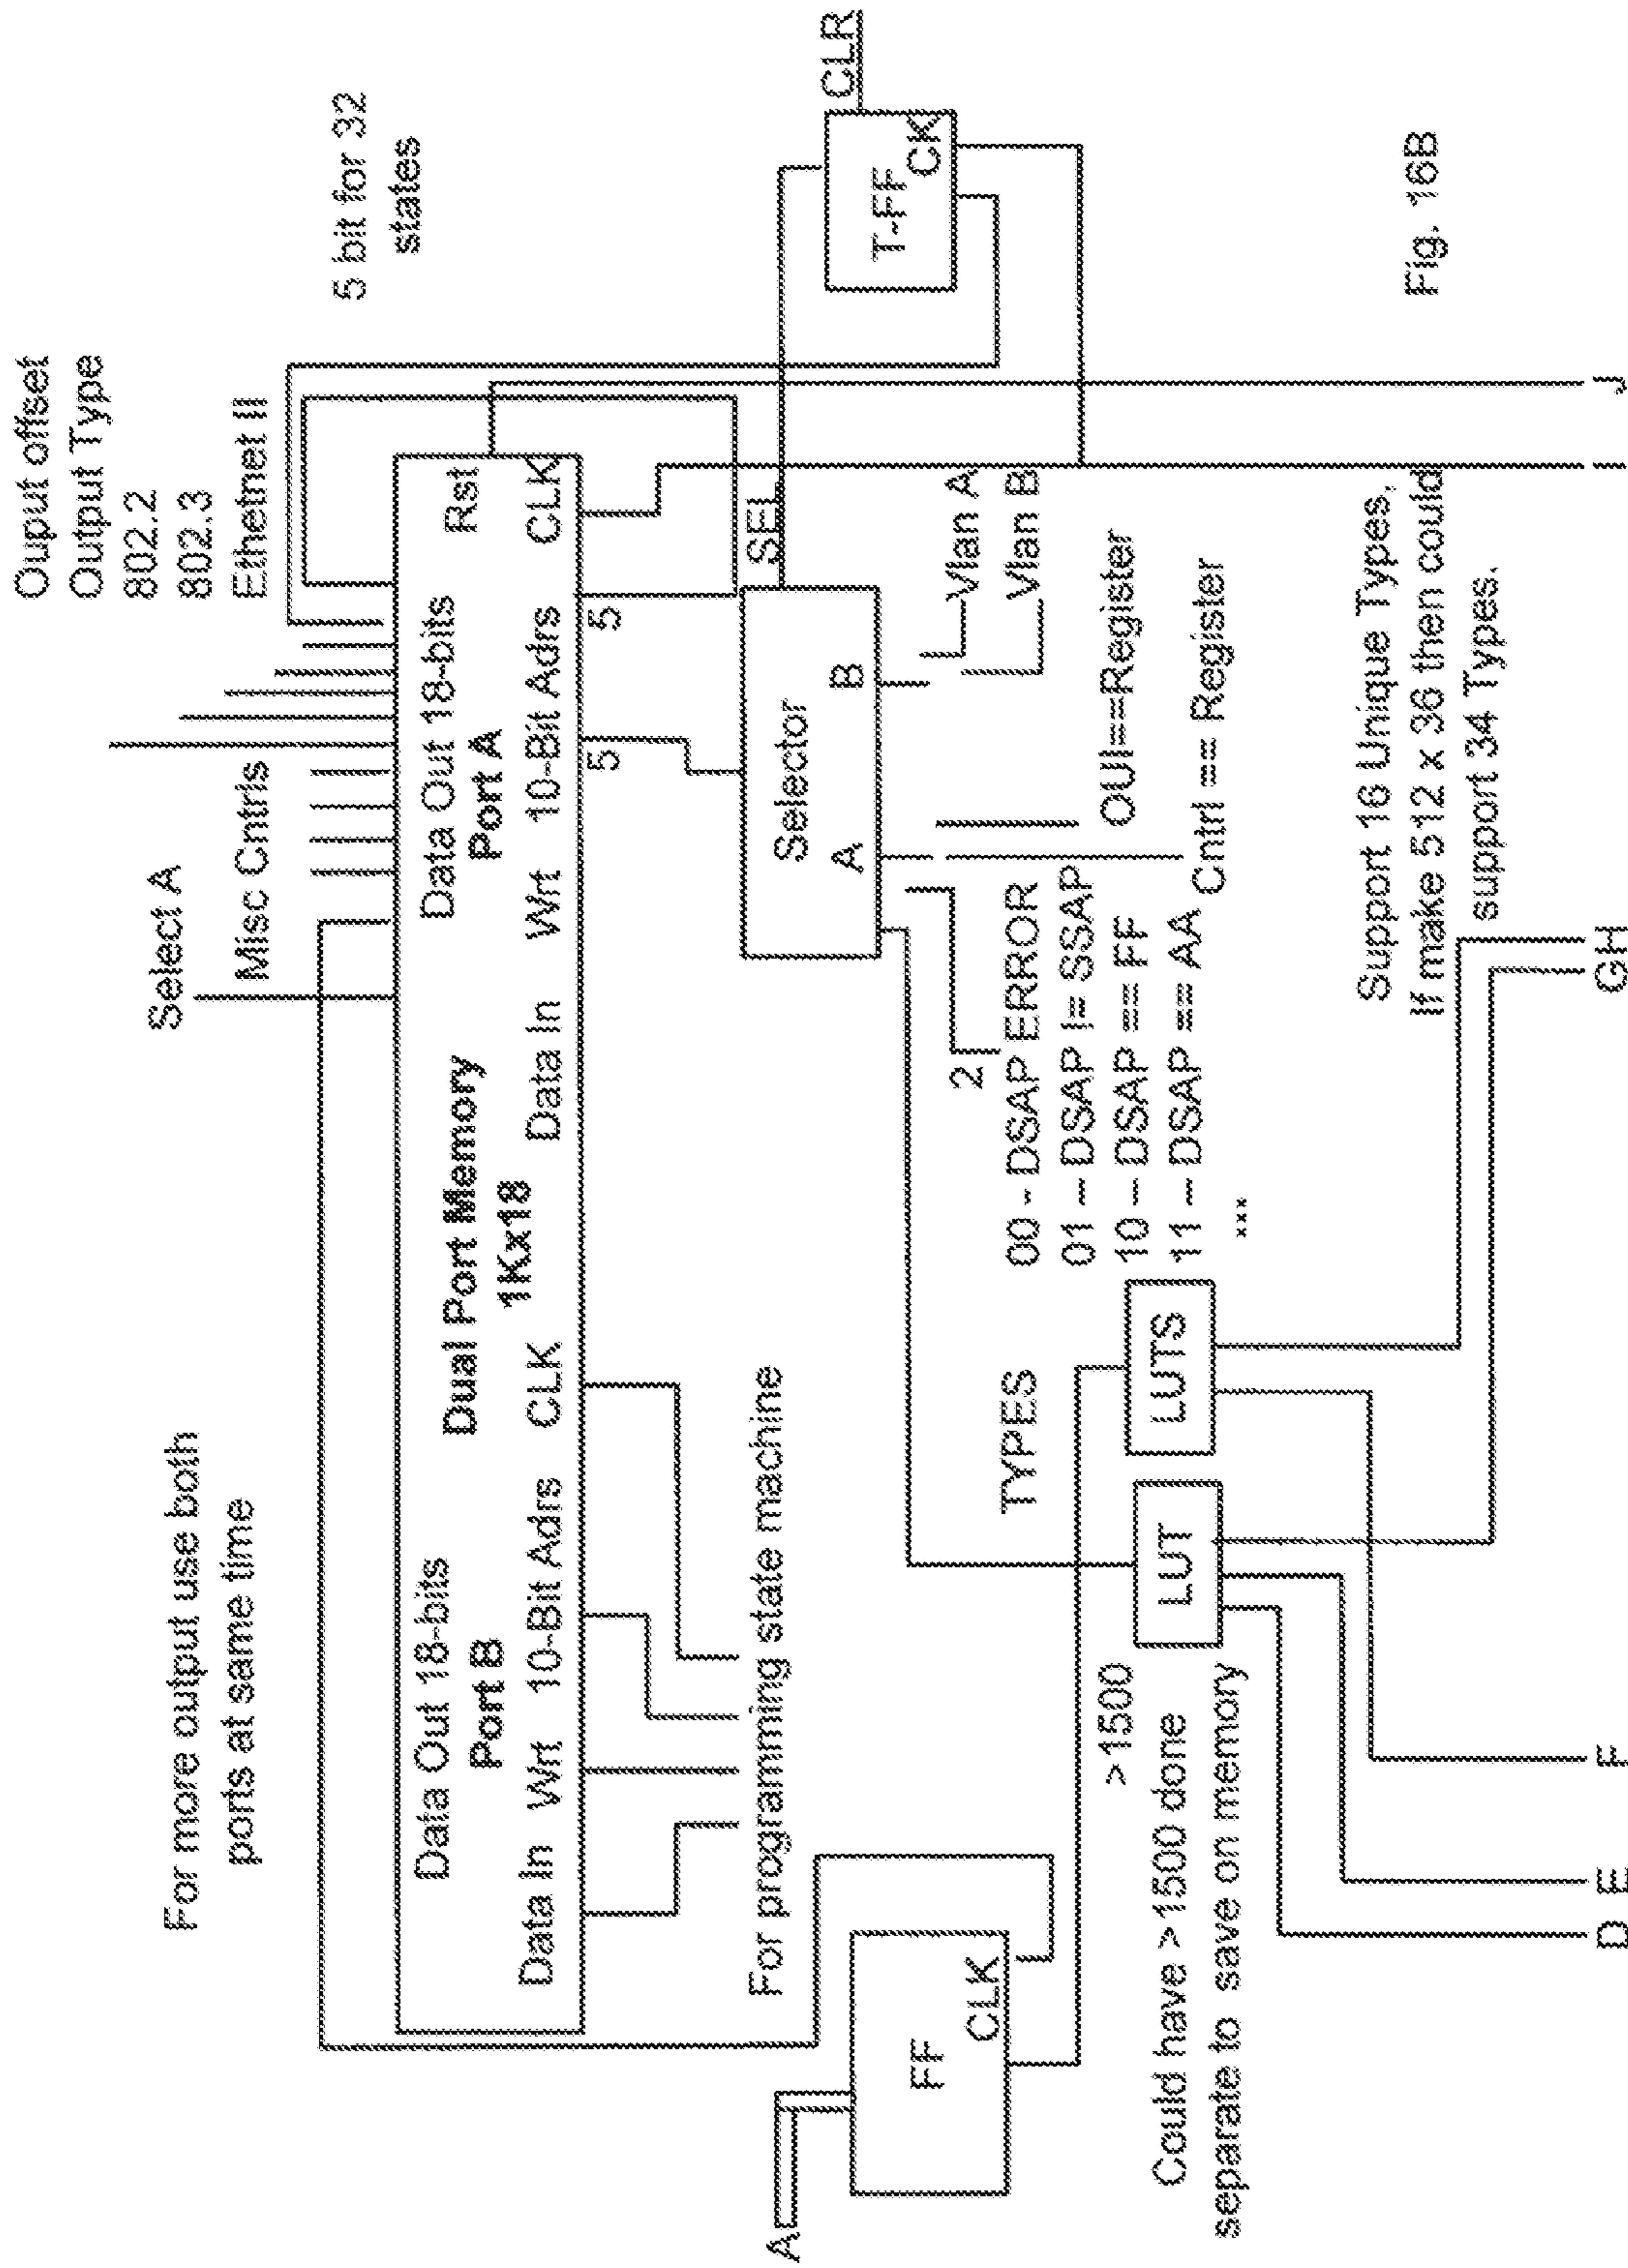 For more output use both
ports at same time
Select A
Misc Cntrls
Ouput offset
Output Type
802.2
802.3
Ethetnet III
5 bit for 32
states
Data Out 18-bits
Port B
Data In Wrt 10-Bit Adrs CLK
Dual Port Memory
1Kx18
Data Out 18-bits
Port A
Rst
Data In Wrt 10-Bit Adrs CLK
5
5
For programming state machine
Selector
A B
SEL
T-FF
CK
CLR
Vlan A
Vlan B
OUI==Register
Cntrl == Register
2
00 - DSAP ERROR
01 – DSAP != SSAP
10 – DSAP == FF
11 – DSAP == AA
...
TYPES
A
FF
CLK
>1500
LUT
LUTS
Could have >1500 done
separate to save on memory
Support 16 Unique Types.
If make 512 x 36 then could
support 34 Types.
D E F GH I J
Fig. 16B